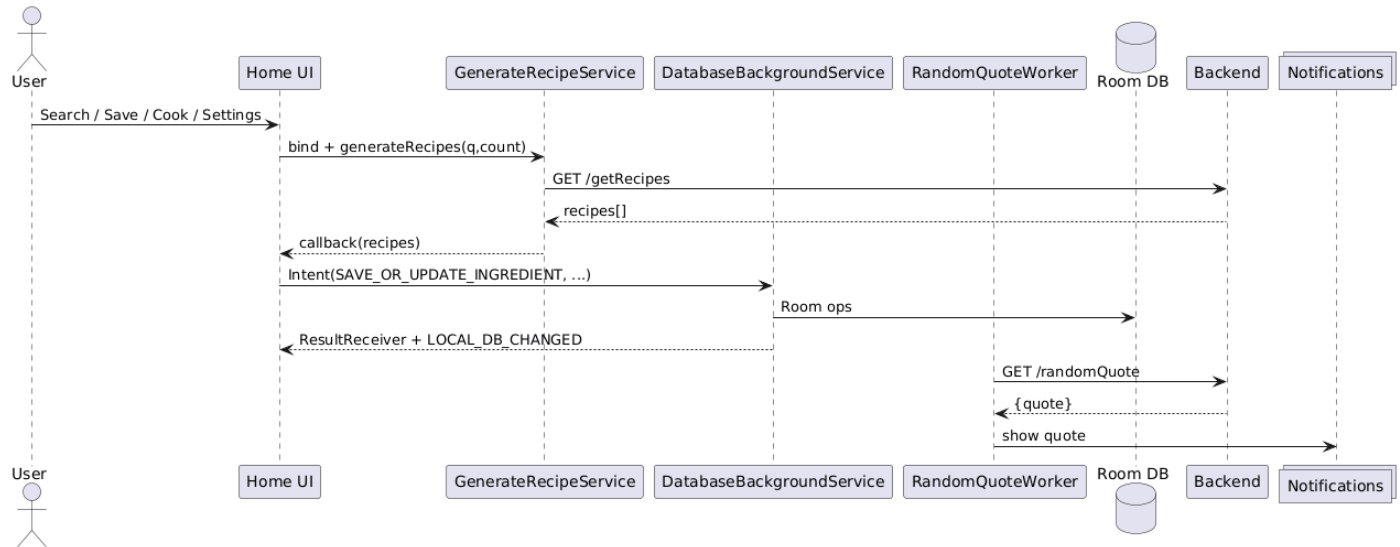 User
Home UI
GenerateRecipeService
DatabaseBackgroundService
RandomQuoteWorker
Room DB
Backend
Notifications
Search / Save / Cook / Settings
bind + generateRecipes(q,count)
GET /getRecipes
recipes[]
callback(recipes)
Intent(SAVE_OR_UPDATE_INGREDIENT, ...)
Room ops
ResultReceiver + LOCAL_DB_CHANGED
GET /randomQuote
{quote}
show quote
User
Home UI
GenerateRecipeService
DatabaseBackgroundService
RandomQuoteWorker
Room DB
Backend
Notifications